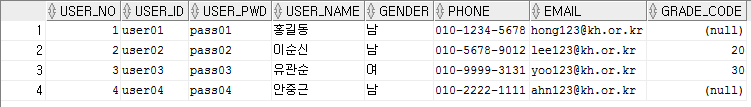 USER_NO USER_ID USER_PWD USER_NAME GENDER PHONE EMAIL GRADE_CODE
1 1 user01 pass01 홍길동 남 010-1234-5678 hong123@kh.or.kr (null)
2 2 user02 pass02 이순신 남 010-5678-9012 lee123@kh.or.kr 20
3 3 user03 pass03 유관순 여 010-9999-3131 yoo123@kh.or.kr 30
4 4 user04 pass04 안중근 남 010-2222-1111 ahn123@kh.or.kr (null)